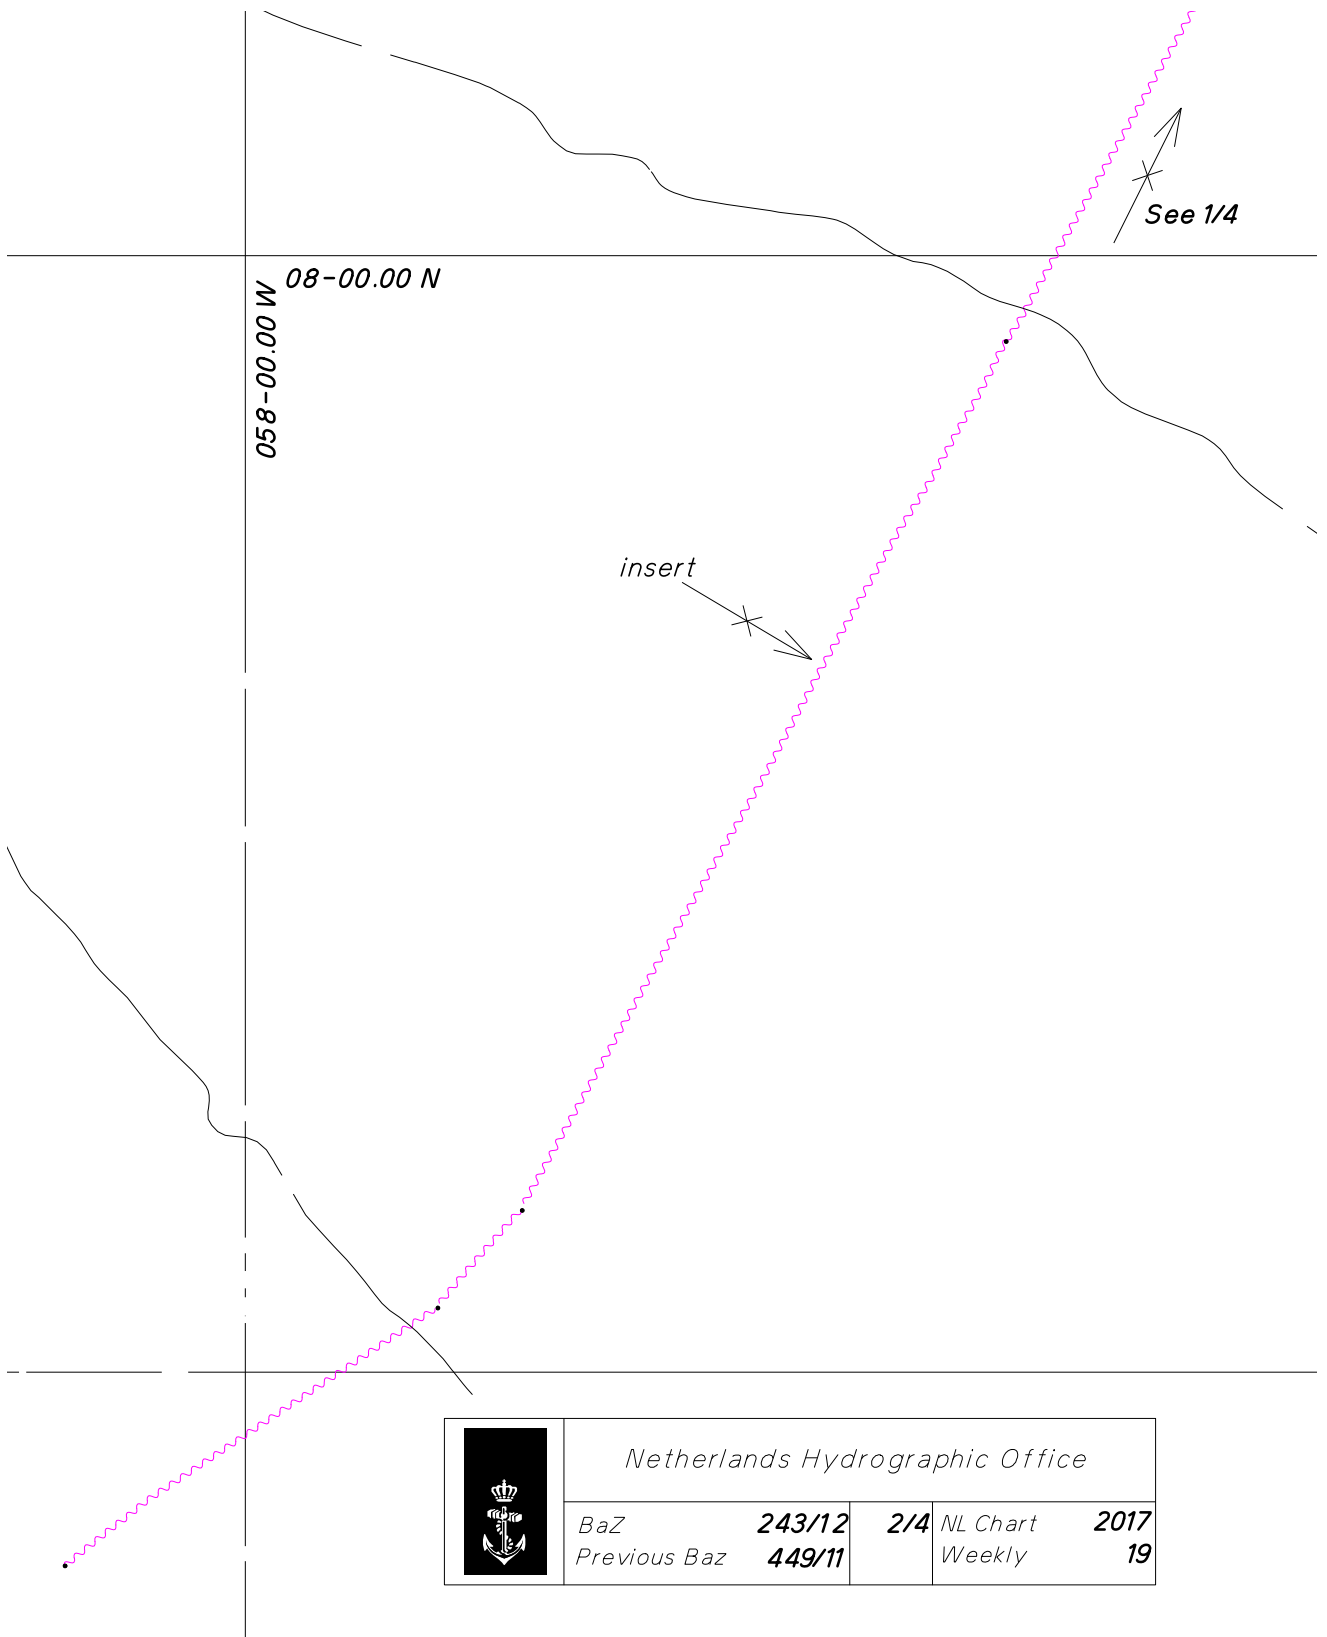 See 1/4
08-00.00 N
058-00.00 W
insert
Netherlands Hydrographic Office
BaZ 243/12 2/4 NL Chart 2017
Previous Baz 449/11 Weekly 19